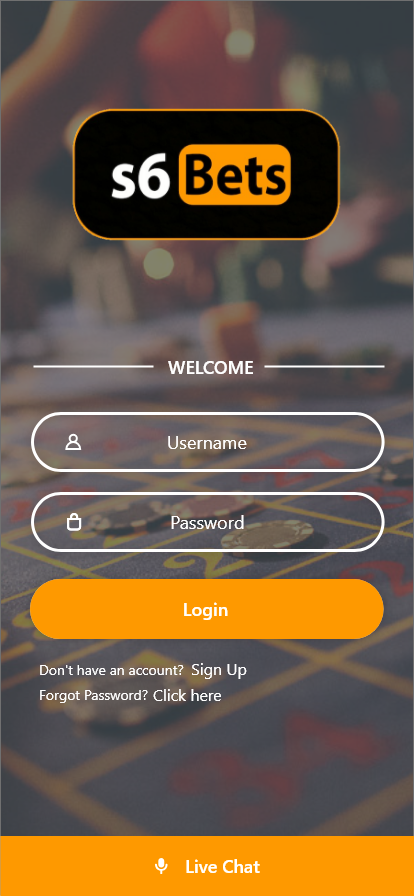 s6 Bets
WELCOME
Username
Password
Login
Don't have an account? Sign Up
Forgot Password? Click here
Live Chat